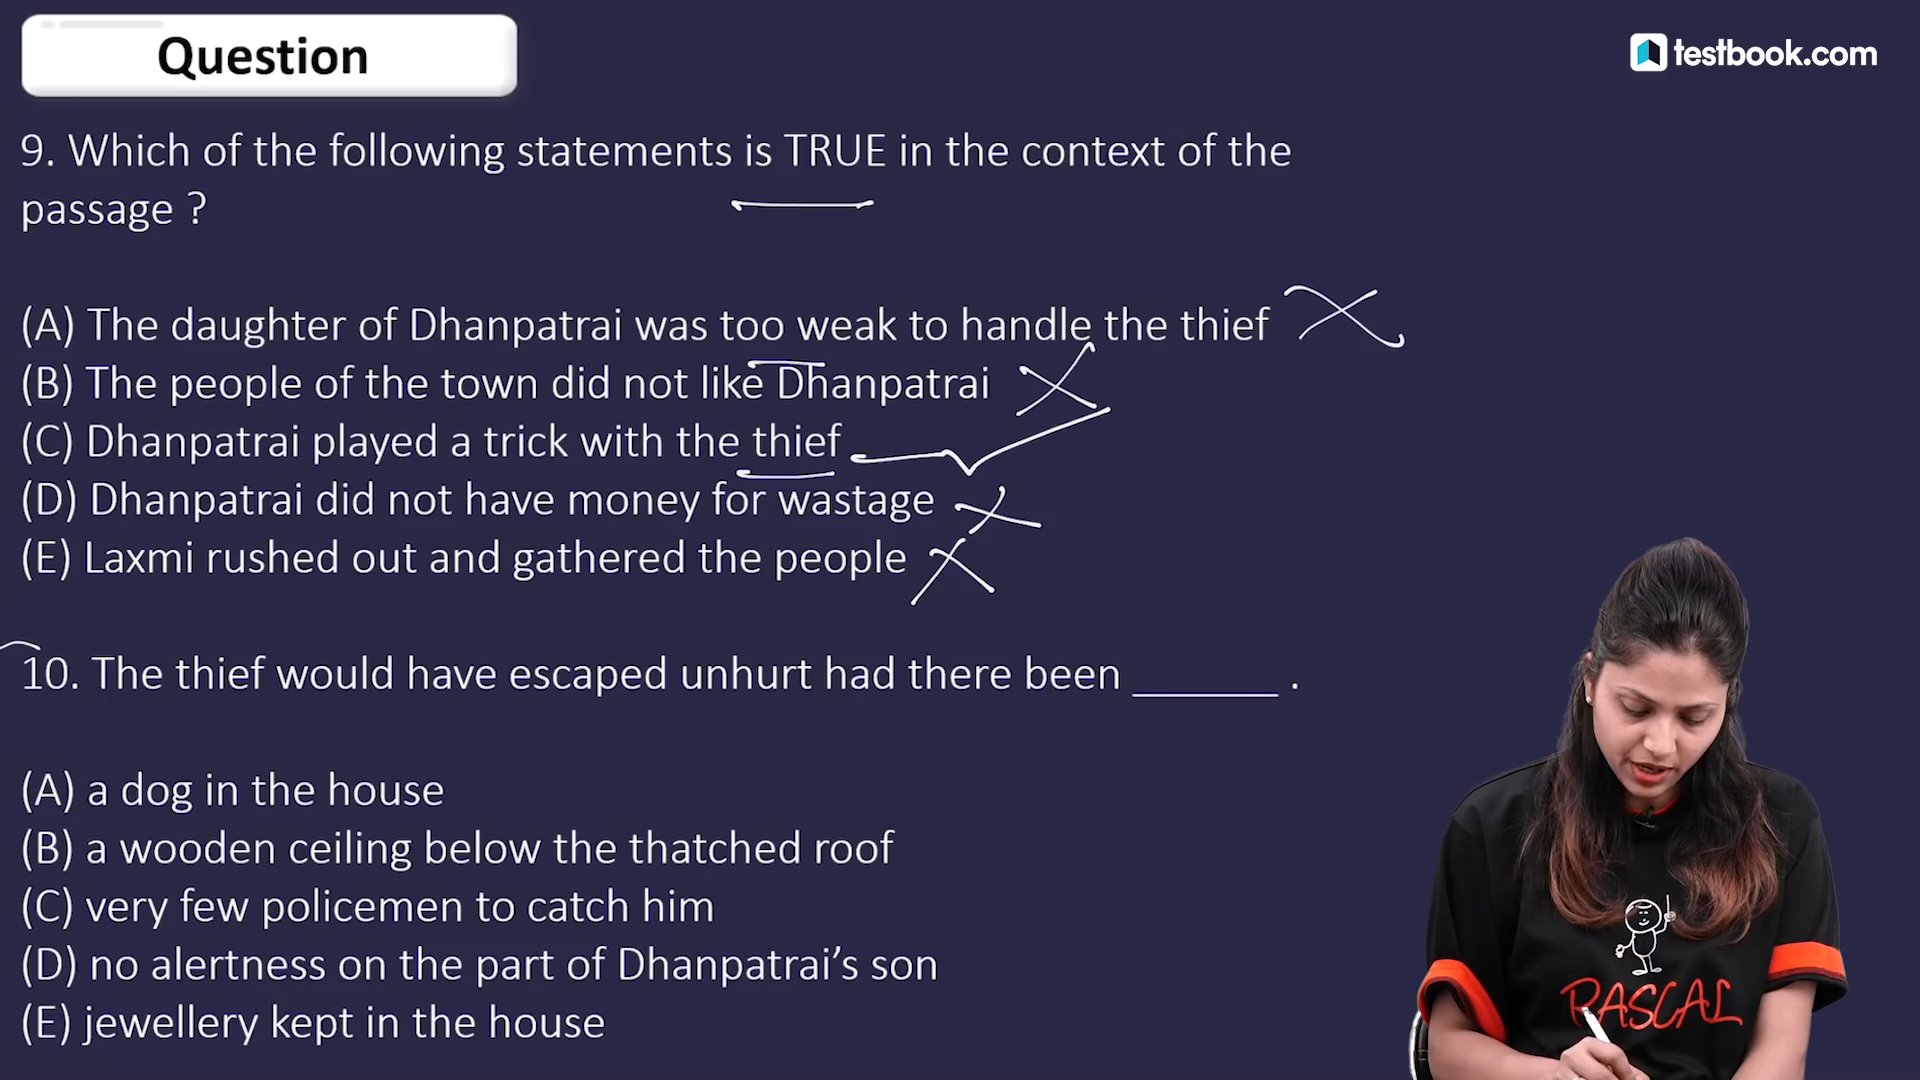 Question
testbook.com
9. Which of the following statements is TRUE in the context of the
passage ?
(A) The daughter of Dhanpatrai was too weak to handle the thief
(B) The people of the town did not like Dhanpatrai
(C) Dhanpatrai played a trick with the thief
(D) Dhanpatrai did not have money for wastage
(E) Laxmi rushed out and gathered the people
10. The thief would have escaped unhurt had there been ______ .
(A) a dog in the house
(B) a wooden ceiling below the thatched roof
(C) very few policemen to catch him
(D) no alertness on the part of Dhanpatrai’s son
(E) jewellery kept in the house
RASCAL